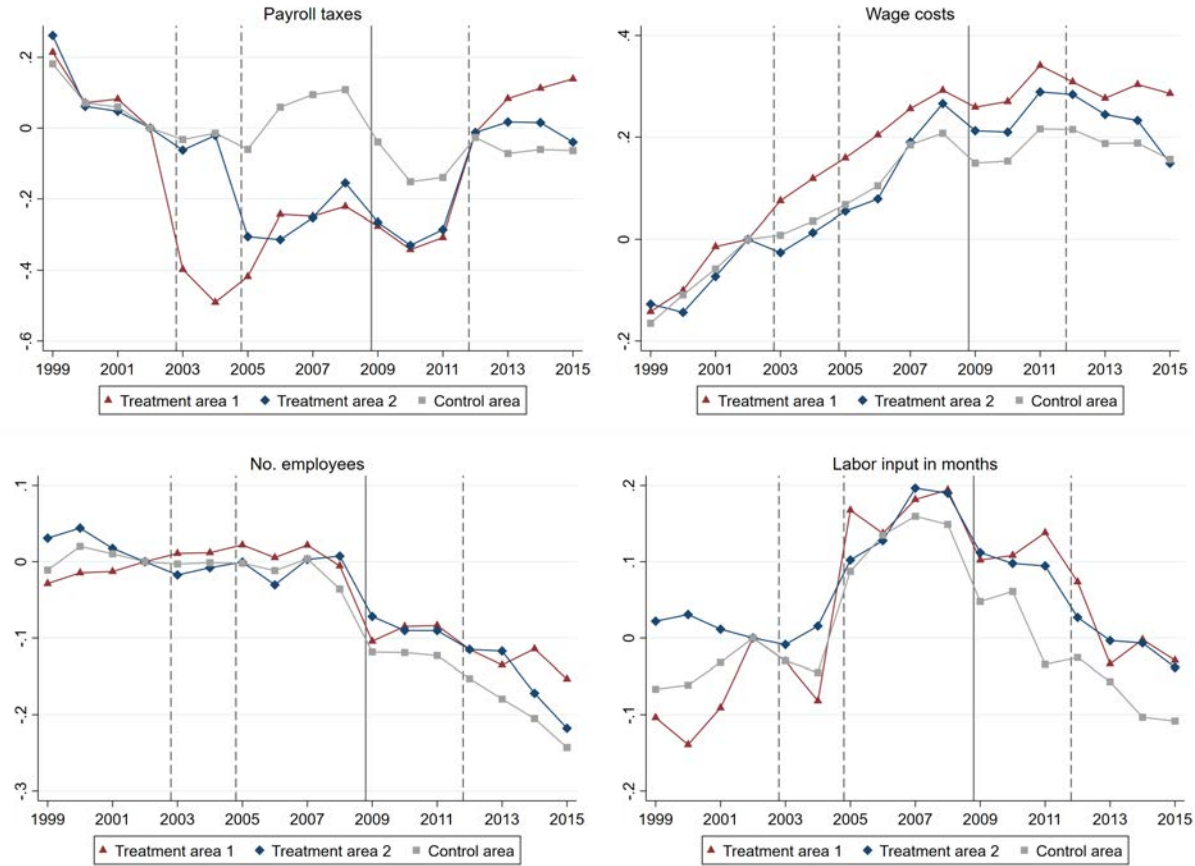 Payroll taxes
.2
0
-.2
-.4
-.6
1999 2001 2003 2005 2007 2009 2011 2013 2015
Treatment area 1 Treatment area 2 Control area
Wage costs
.4
.2
0
-.2
1999 2001 2003 2005 2007 2009 2011 2013 2015
Treatment area 1 Treatment area 2 Control area
No. employees
.1
0
-.1
-.2
-.3
1999 2001 2003 2005 2007 2009 2011 2013 2015
Treatment area 1 Treatment area 2 Control area
Labor input in months
.2
.1
0
-.1
-.2
1999 2001 2003 2005 2007 2009 2011 2013 2015
Treatment area 1 Treatment area 2 Control area